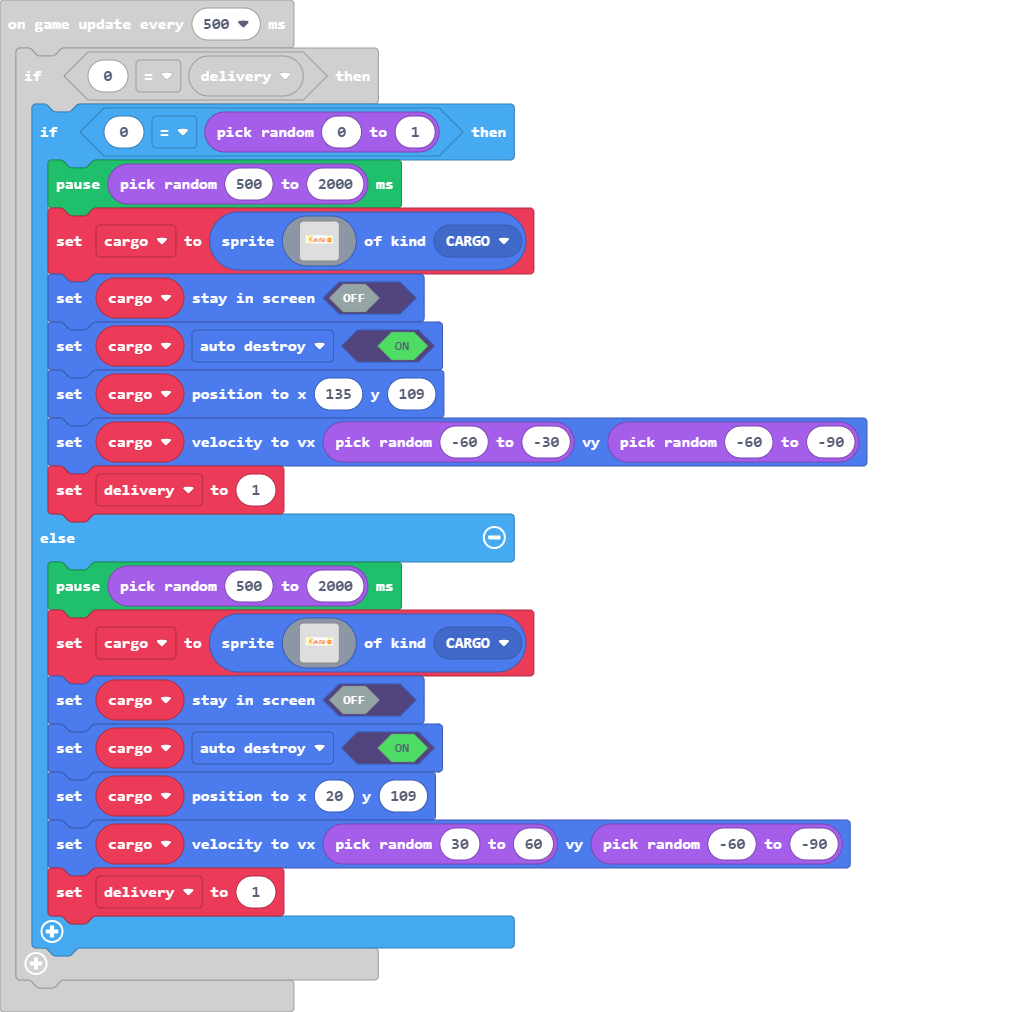 on game update every 500 ms
if 0 = delivery then
if 0 = pick random 0 to 1 then
pause pick random 500 to 2000 ms
set cargo to sprite of kind CARGO
set cargo stay in screen OFF
set cargo auto destroy ON
set cargo position to x 135 y 109
set cargo velocity to vx pick random -60 to -30 vy pick random -60 to -90
set delivery to 1
else
pause pick random 500 to 2000 ms
set cargo to sprite of kind CARGO
set cargo stay in screen OFF
set cargo auto destroy ON
set cargo position to x 20 y 109
set cargo velocity to vx pick random 30 to 60 vy pick random -60 to -90
set delivery to 1